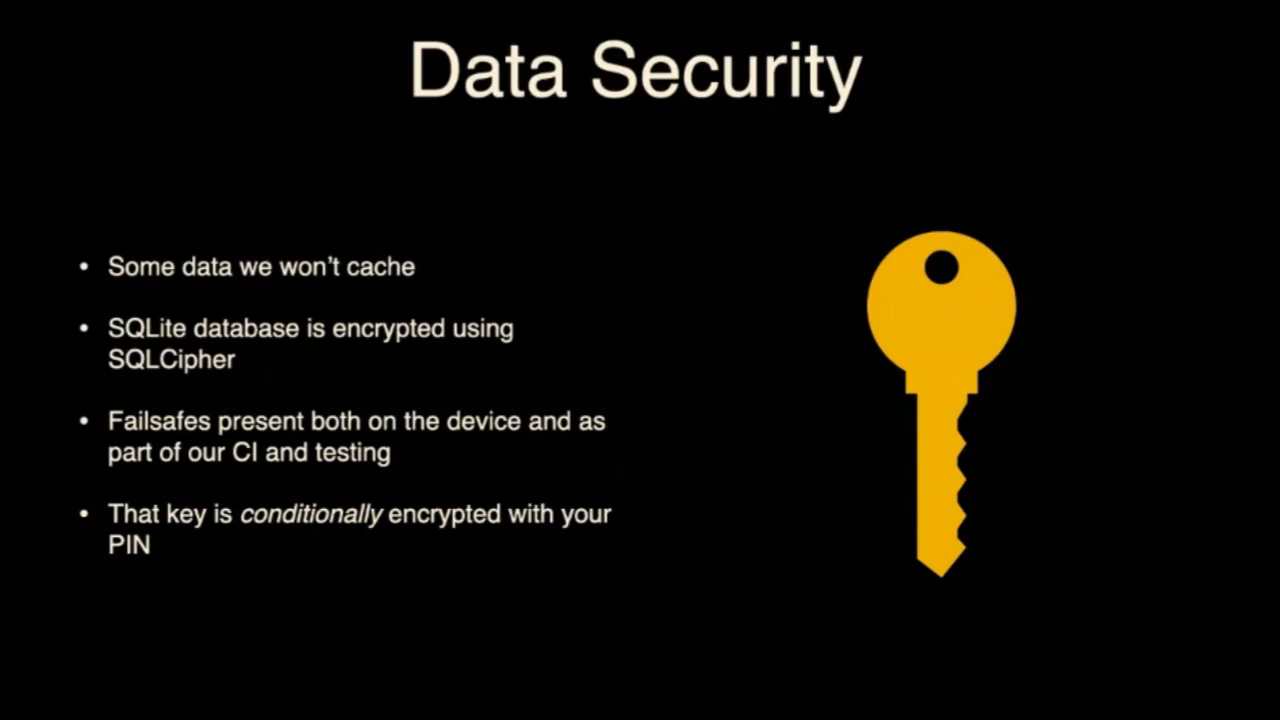 Data Security
• Some data we won’t cache
• SQLite database is encrypted using
SQLCipher
• Failsafes present both on the device and as
part of our CI and testing
• That key is conditionally encrypted with your
PIN